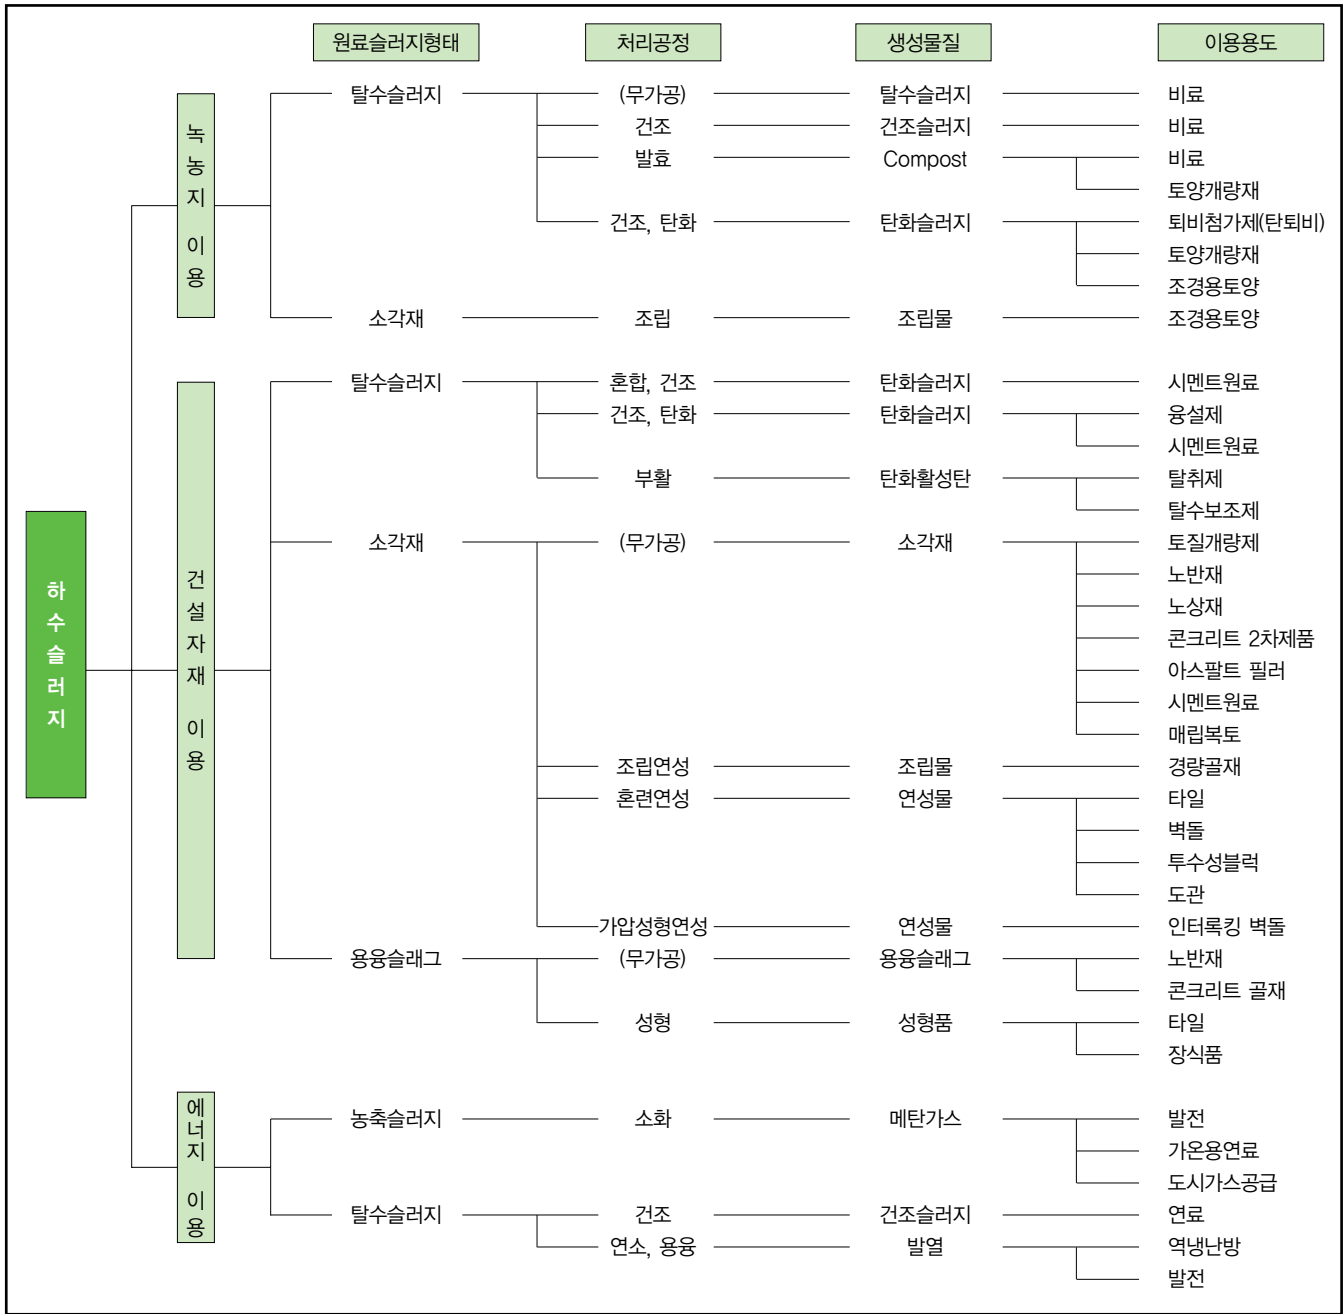 원료슬러지형태 처리공정 생성물질 이용용도
녹농지 이용
탈수슬러지 (무가공) 탈수슬러지 비료
건조 건조슬러지 비료
발효 Compost 비료
토양개량재
건조, 탄화 탄화슬러지 퇴비첨가제(탄퇴비)
토양개량재
조경용토양
소각재 조립 조립물 조경용토양
하수슬러지
건설자재 이용
탈수슬러지 혼합, 건조 탄화슬러지 시멘트원료
건조, 탄화 탄화슬러지 융설제
시멘트원료
부활 탄화활성탄 탈취제
탈수보조제
소각재 (무가공) 소각재 토질개량제
노반재
노상재
콘크리트 2차제품
아스팔트 필러
시멘트원료
매립복토
조립연성 조립물 경량골재
혼련연성 연성물 타일
벽돌
투수성블럭
도관
가압성형연성 연성물 인터록킹 벽돌
용융슬래그 (무가공) 용융슬래그 노반재
콘크리트 골재
성형 성형품 타일
장식품
에너지 이용
농축슬러지 소화 메탄가스 발전
가온용연료
도시가스공급
탈수슬러지 건조 건조슬러지 연료
연소, 용융 발열 역냉난방
발전